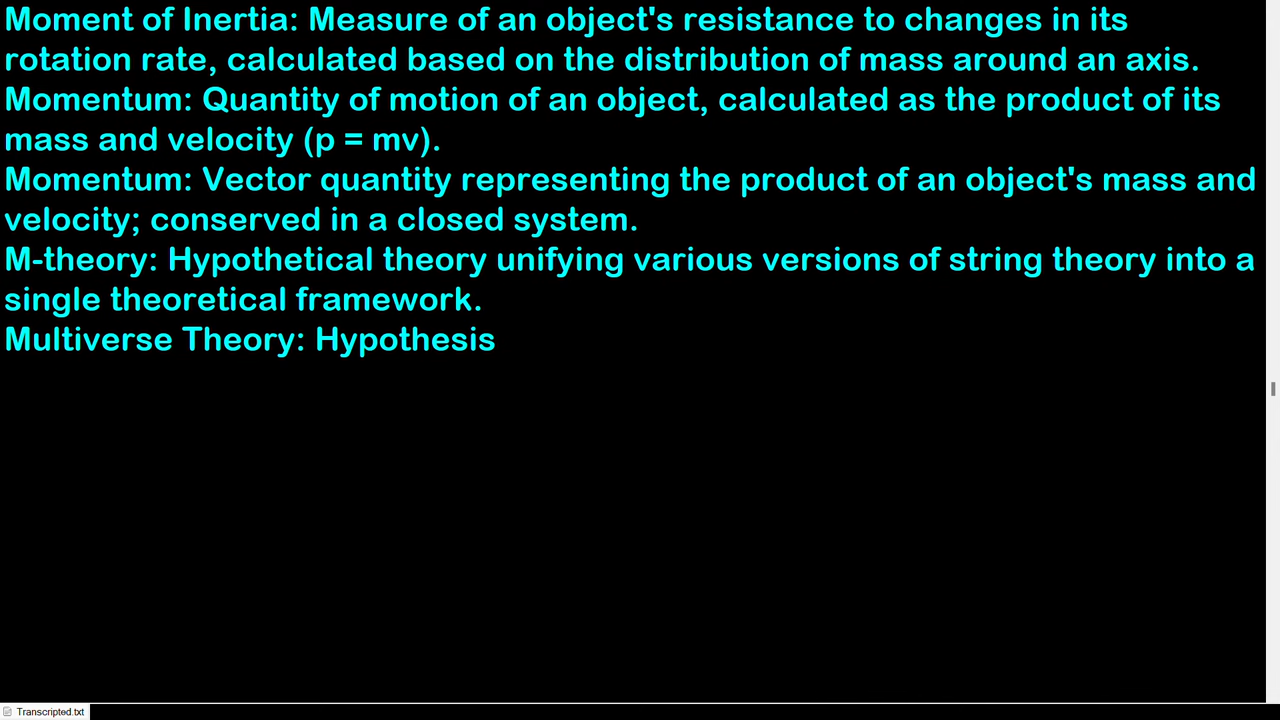 Moment of Inertia: Measure of an object's resistance to changes in its
rotation rate, calculated based on the distribution of mass around an axis.
Momentum: Quantity of motion of an object, calculated as the product of its
mass and velocity (p = mv).
Momentum: Vector quantity representing the product of an object's mass and
velocity; conserved in a closed system.
M-theory: Hypothetical theory unifying various versions of string theory into a
single theoretical framework.
Multiverse Theory: Hypothesis
Transcripted.txt